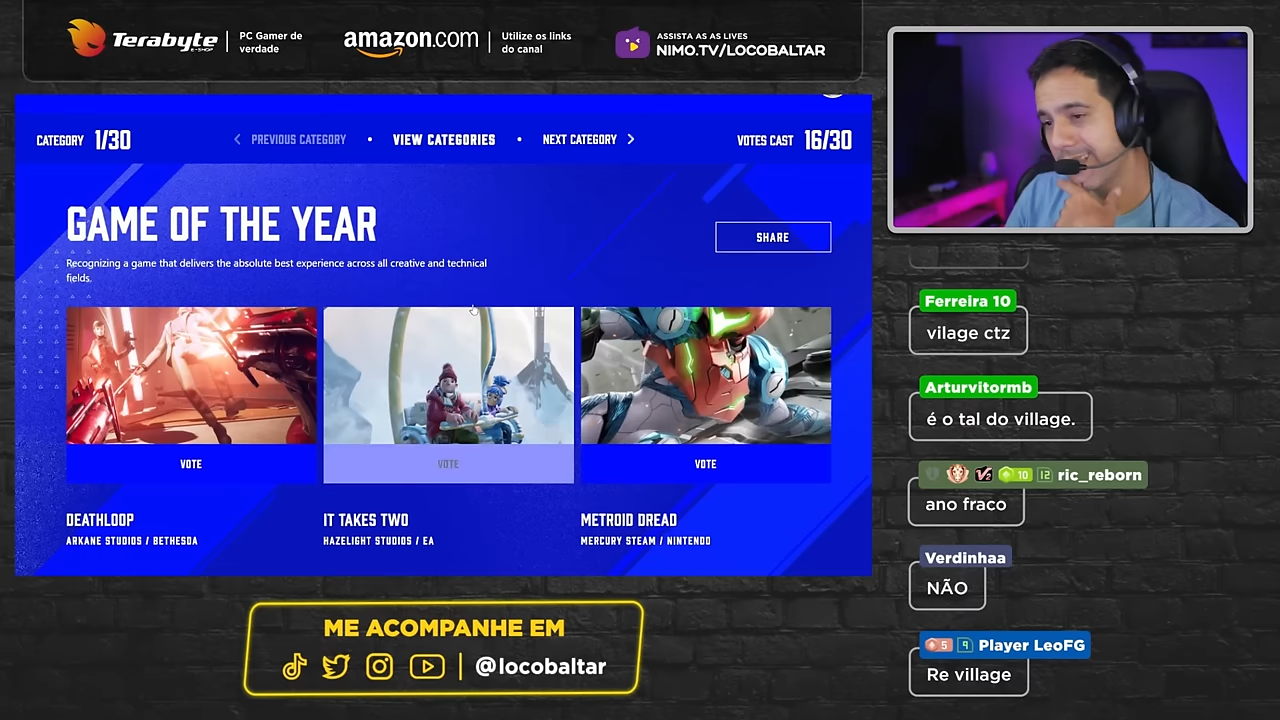 Terabyte
E-SHOP
PC Gamer de
verdade
amazon.com
Utilize os links
do canal
ASSISTA AS AS LIVES
NIMO.TV/LOCOBALTAR
CATEGORY 1/30
PREVIOUS CATEGORY • VIEW CATEGORIES • NEXT CATEGORY
VOTES CAST 16/30
GAME OF THE YEAR
Recognizing a game that delivers the absolute best experience across all creative and technical
fields.
SHARE
VOTE
VOTE
VOTE
DEATHLOOP
ARKANE STUDIOS / BETHESDA
IT TAKES TWO
HAZELIGHT STUDIOS / EA
METROID DREAD
MERCURY STEAM / NINTENDO
ME ACOMPANHE EM
@locobaltar
Ferreira 10
vilage ctz
Arturvitormb
é o tal do village.
V2 10 12 ric_reborn
ano fraco
Verdinhaa
NÃO
5 9 Player LeoFG
Re village